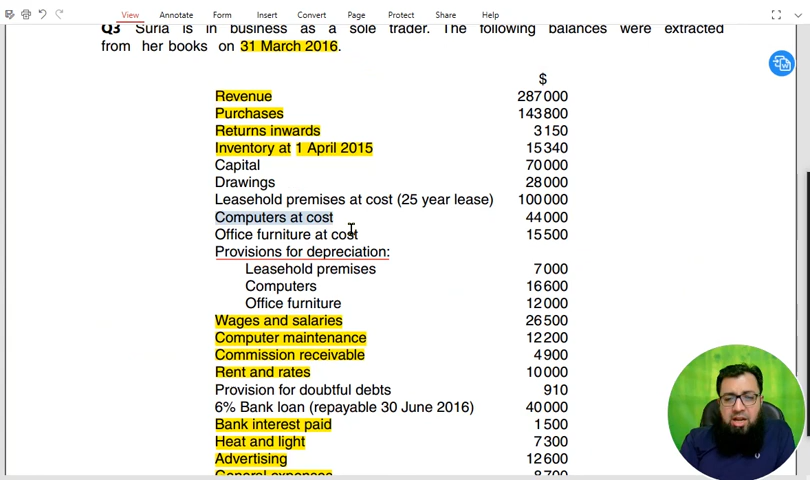 View Annotate Form Insert Convert Page Protect Share Help
Q3 Suria is in business as a sole trader. The following balances were extracted
from her books on 31 March 2016.
$
Revenue 287 000
Purchases 143 800
Returns inwards 3 150
Inventory at 1 April 2015 15 340
Capital 70 000
Drawings 28 000
Leasehold premises at cost (25 year lease) 100 000
Computers at cost 44 000
Office furniture at cost 15 500
Provisions for depreciation:
Leasehold premises 7 000
Computers 16 600
Office furniture 12 000
Wages and salaries 26 500
Computer maintenance 12 200
Commission receivable 4 900
Rent and rates 10 000
Provision for doubtful debts 910
6% Bank loan (repayable 30 June 2016) 40 000
Bank interest paid 1 500
Heat and light 7 300
Advertising 12 600
General expenses 8 700